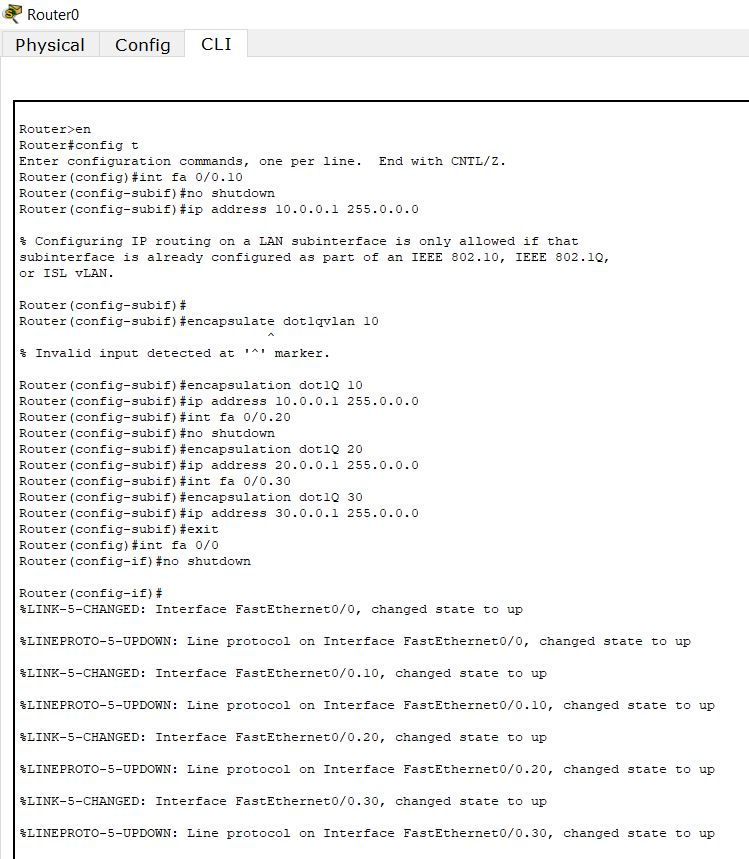 Router0
Physical Config CLI
Router>en
Router#config t
Enter configuration commands, one per line.  End with CNTL/Z.
Router(config)#int fa 0/0.10
Router(config-subif)#no shutdown
Router(config-subif)#ip address 10.0.0.1 255.0.0.0
% Configuring IP routing on a LAN subinterface is only allowed if that
subinterface is already configured as part of an IEEE 802.10, IEEE 802.1Q,
or ISL vLAN.
Router(config-subif)#
Router(config-subif)#encapsulate dot1qvlan 10
^
% Invalid input detected at '^' marker.
Router(config-subif)#encapsulation dot1Q 10
Router(config-subif)#ip address 10.0.0.1 255.0.0.0
Router(config-subif)#int fa 0/0.20
Router(config-subif)#no shutdown
Router(config-subif)#encapsulation dot1Q 20
Router(config-subif)#ip address 20.0.0.1 255.0.0.0
Router(config-subif)#int fa 0/0.30
Router(config-subif)#encapsulation dot1Q 30
Router(config-subif)#ip address 30.0.0.1 255.0.0.0
Router(config-subif)#exit
Router(config)#int fa 0/0
Router(config-if)#no shutdown
Router(config-if)#
%LINK-5-CHANGED: Interface FastEthernet0/0, changed state to up
%LINEPROTO-5-UPDOWN: Line protocol on Interface FastEthernet0/0, changed state to up
%LINK-5-CHANGED: Interface FastEthernet0/0.10, changed state to up
%LINEPROTO-5-UPDOWN: Line protocol on Interface FastEthernet0/0.10, changed state to up
%LINK-5-CHANGED: Interface FastEthernet0/0.20, changed state to up
%LINEPROTO-5-UPDOWN: Line protocol on Interface FastEthernet0/0.20, changed state to up
%LINK-5-CHANGED: Interface FastEthernet0/0.30, changed state to up
%LINEPROTO-5-UPDOWN: Line protocol on Interface FastEthernet0/0.30, changed state to up